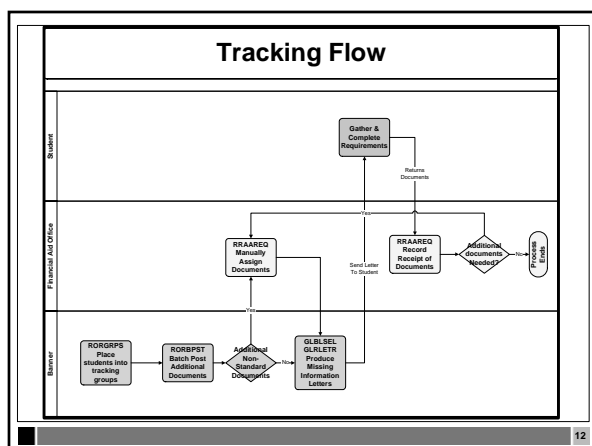 Tracking Flow
Student
Gather &
Complete
Requirements
Returns
Documents
Financial Aid Office
Yes
RRAAREQ
Manually
Assign
Documents
Send Letter
To Student
RRAAREQ
Record
Receipt of
Documents
Additional
documents
Needed?
No
Process
Ends
Banner
RORGRPS
Place
students into
tracking
groups
RORBPST
Batch Post
Additional
Documents
Yes
Additional
Non-
Standard
Documents
No
GLBLSEL
GLRLETR
Produce
Missing
Information
Letters
12